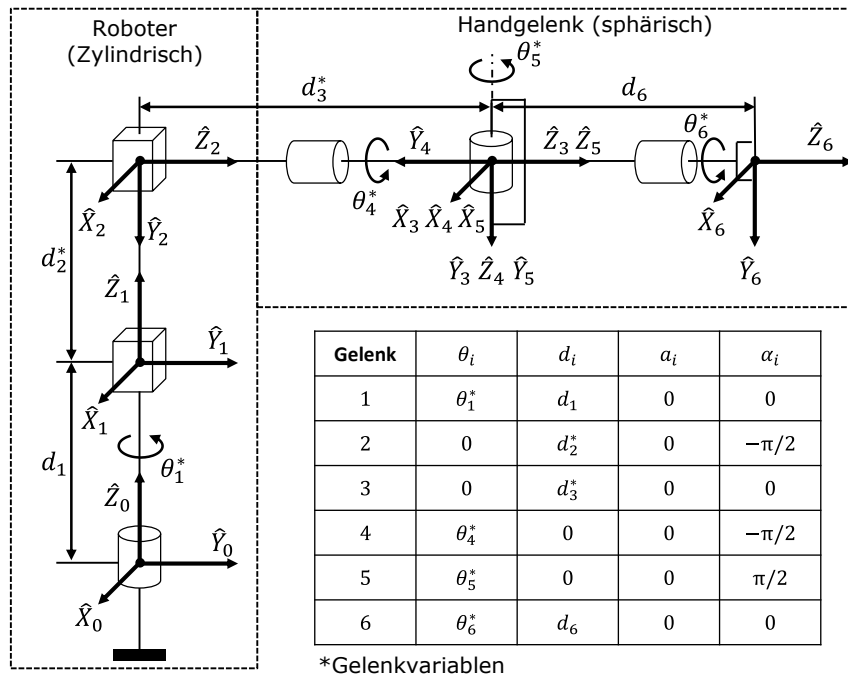 Roboter
(Zylindrisch)
Handgelenk (sphärisch)
θ₅*
d₃*
d₆
Ẑ₂
Ŷ₄
Ẑ₃ Ẑ₅
θ₆*
Ẑ₆
θ₄*
X̂₂
Ŷ₂
X̂₃ X̂₄ X̂₅
X̂₆
d₂*
Ŷ₃ Ẑ₄ Ŷ₅
Ŷ₆
Ẑ₁
Ŷ₁
X̂₁
d₁
θ₁*
Ẑ₀
Ŷ₀
X̂₀
Gelenk θᵢ dᵢ aᵢ αᵢ
1 θ₁* d₁ 0 0
2 0 d₂* 0 −π/2
3 0 d₃* 0 0
4 θ₄* 0 0 −π/2
5 θ₅* 0 0 π/2
6 θ₆* d₆ 0 0
*Gelenkvariablen